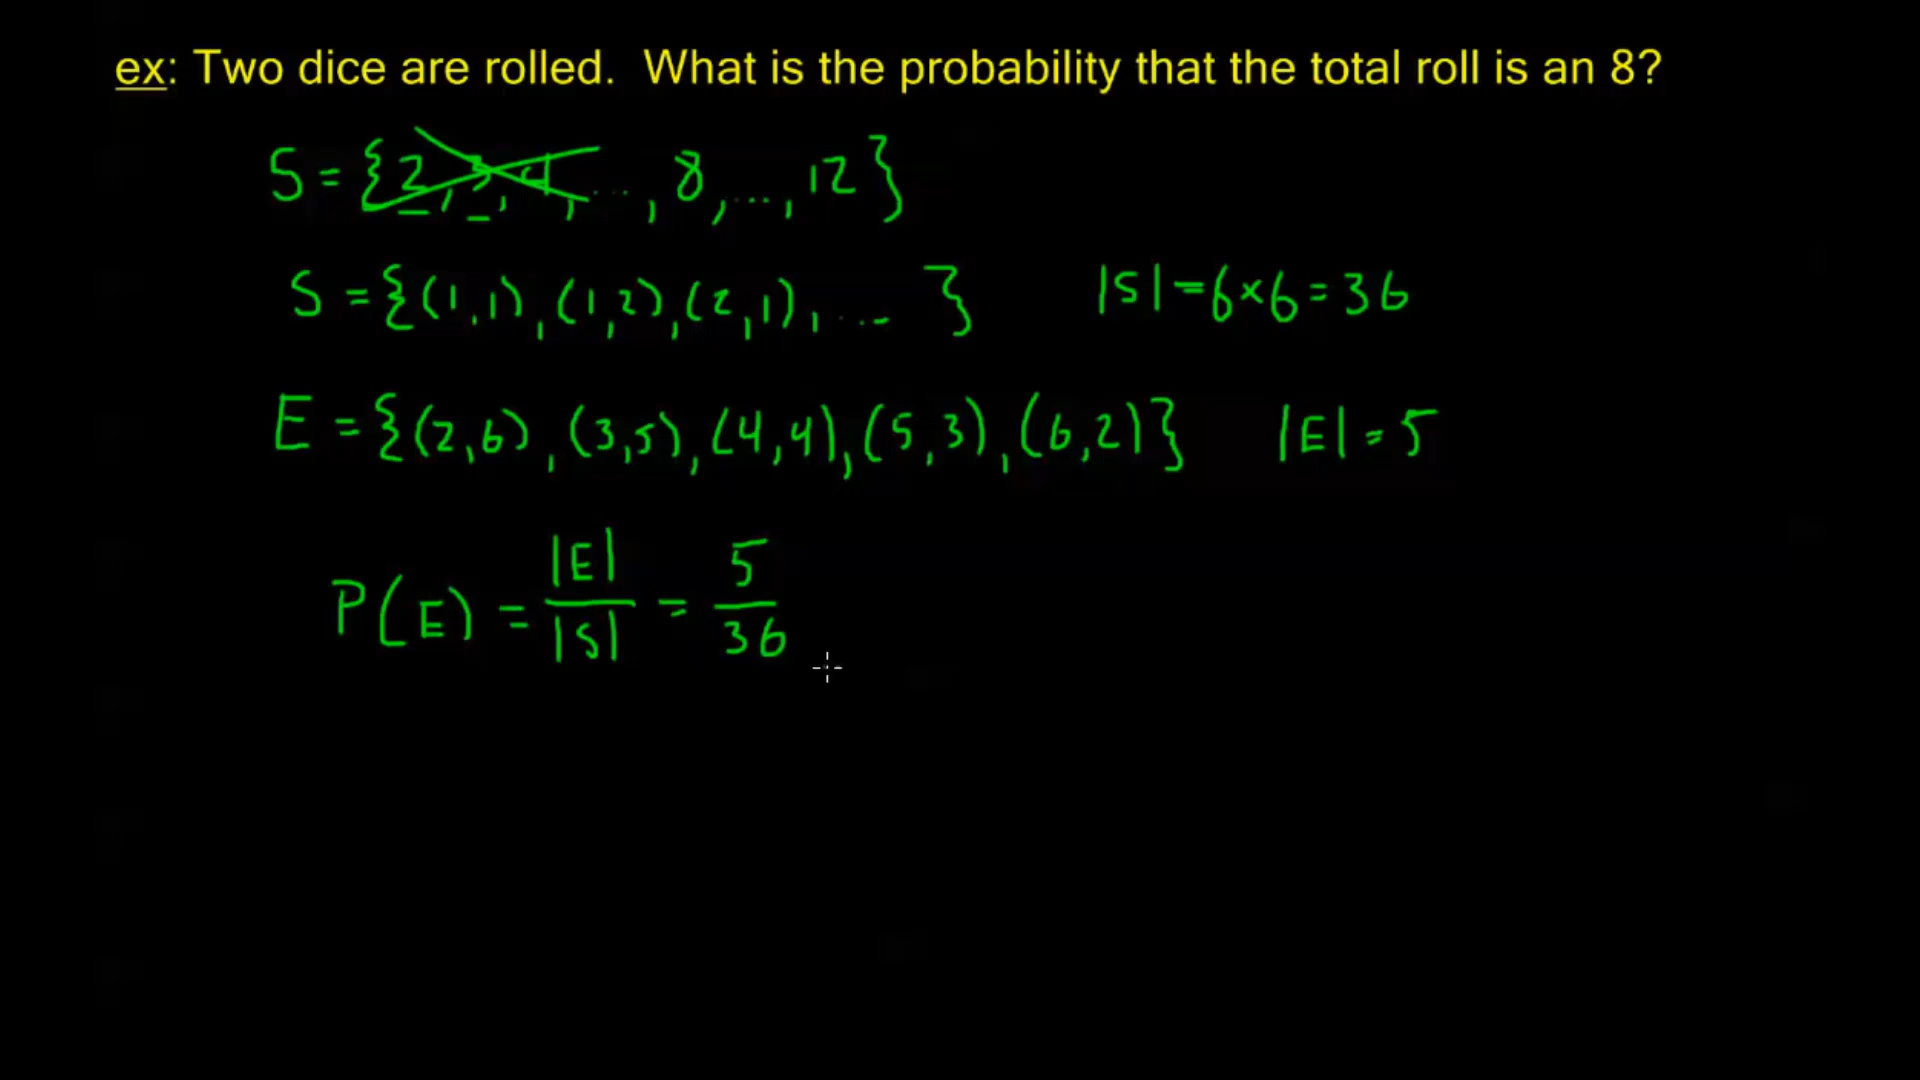 ex: Two dice are rolled. What is the probability that the total roll is an 8?
S = {2, 3, 4, ..., 8, ..., 12}
S = {(1,1), (1,2), (2,1), ... } |S| = 6×6 = 36
E = {(2,6), (3,5), (4,4), (5,3), (6,2)} |E| = 5
P(E) = |E|/|S| = 5/36